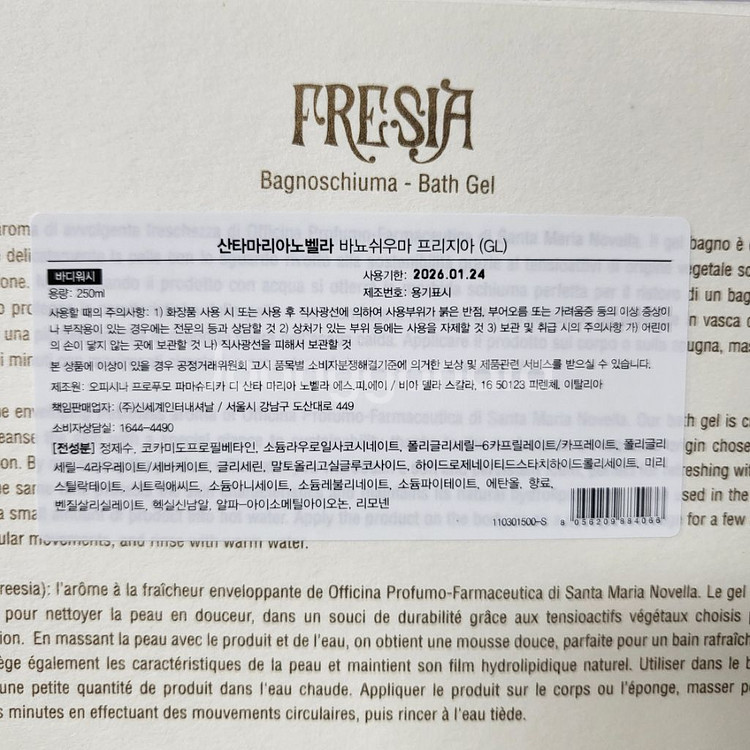 FRESIA
Bagnoschiuma - Bath Gel
산타마리아노벨라 바뇨쉬우마 프리지아 (GL)
바디워시
사용기한: 2026.01.24
용량: 250ml
제조번호: 용기표시
사용할 때의 주의사항: 1) 화장품 사용 시 또는 사용 후 직사광선에 의하여 사용부위가 붉은 반점, 부어오름 또는 가려움증 등의 이상 증상이
나 부작용이 있는 경우에는 전문의 등과 상담할 것 2) 상처가 있는 부위 등에는 사용을 자제할 것 3) 보관 및 취급 시의 주의사항 가) 어린이
의 손이 닿지 않는 곳에 보관할 것 나) 직사광선을 피해서 보관할 것
본 상품에 이상이 있을 경우 공정거래위원회 고시 품목별 소비자분쟁해결기준에 의거한 보상 및 제품관련 서비스를 받으실 수 있습니다.
제조원: 오피시나 프로푸모 파마슈티카 디 산타 마리아 노벨라 에스.피.에이 / 비아 델라 스칼라, 16 50123 피렌체, 이탈리아
책임판매업자: (주)신세계인터내셔날 / 서울시 강남구 도산대로 449
소비자상담실: 1644-4490
[전성분] 정제수, 코카미도프로필베타인, 소듐라우로일사코시네이트, 폴리글리세릴-6카프릴레이트/카프레이트, 폴리글리
세릴-4라우레이트/세바케이트, 글리세린, 말토올리고실글루코사이드, 하이드로제네이티드스타치하이드롤리세이트, 미리
스틸락테이트, 시트릭애씨드, 소듐아니세이트, 소듐레불리네이트, 소듐파이테이트, 에탄올, 향료,
벤질살리실레이트, 헥실신남알, 알파-아이소메틸아이오논, 리모넨
110301500-S
8 056209 884066
ular movements, and rinse with warm water.
reesia): l'arôme à la fraîcheur enveloppante de Officina Profumo-Farmaceutica di Santa Maria Novella. Le gel
pour nettoyer la peau en douceur, dans un souci de durabilité grâce aux tensioactifs végétaux choisis
ion. En massant la peau avec le produit et de l'eau, on obtient une mousse douce, parfaite pour un bain rafraîch
ège également les caractéristiques de la peau et maintient son film hydrolipidique naturel. Utiliser dans le b
une petite quantité de produit dans l'eau chaude. Appliquer le produit sur le corps ou l'éponge, masser p
s minutes en effectuant des mouvements circulaires, puis rincer à l'eau tiède.